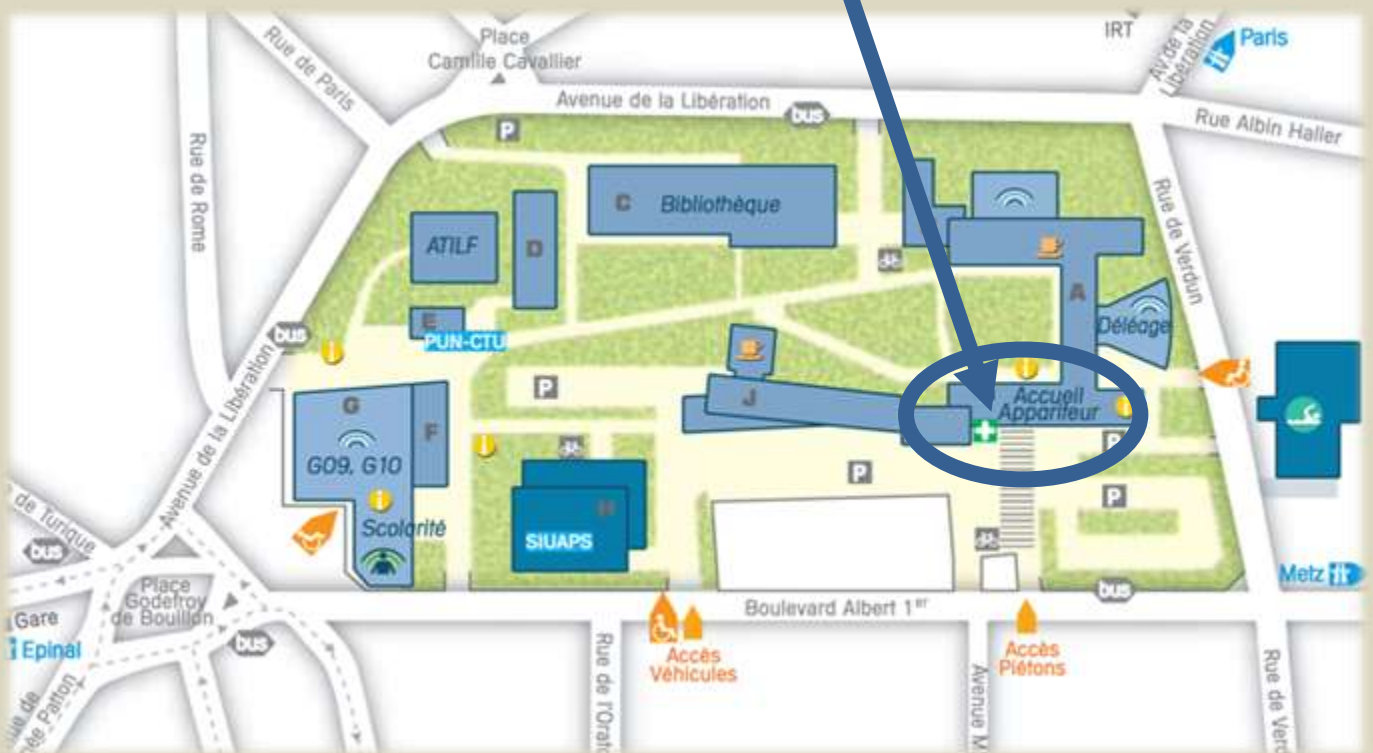 Place
Camille Cavallier
IRT
Av. de la
Libération
Paris
Rue de Paris
Avenue de la Libération
bus
Rue Albin Haller
P
Rue de Rome
Rue de Verdun
C
Bibliothèque
ATILF
D
A
Déléage
E
PUN-CTU
bus
i
Avenue de la Libération
P
J
i
Accueil
Appariteur
i
G
F
G09, G10
i
P
P
P
i
Scolarité
H
SIUAPS
de Turique
bus
Place
Godefroy
de Bouillon
Gare
Epinal
bus
Boulevard Albert 1er
bus
Metz
Accès
Véhicules
Accès
Piétons
Rue de l'Orat
Avenue M
Rue de Verd
Patton